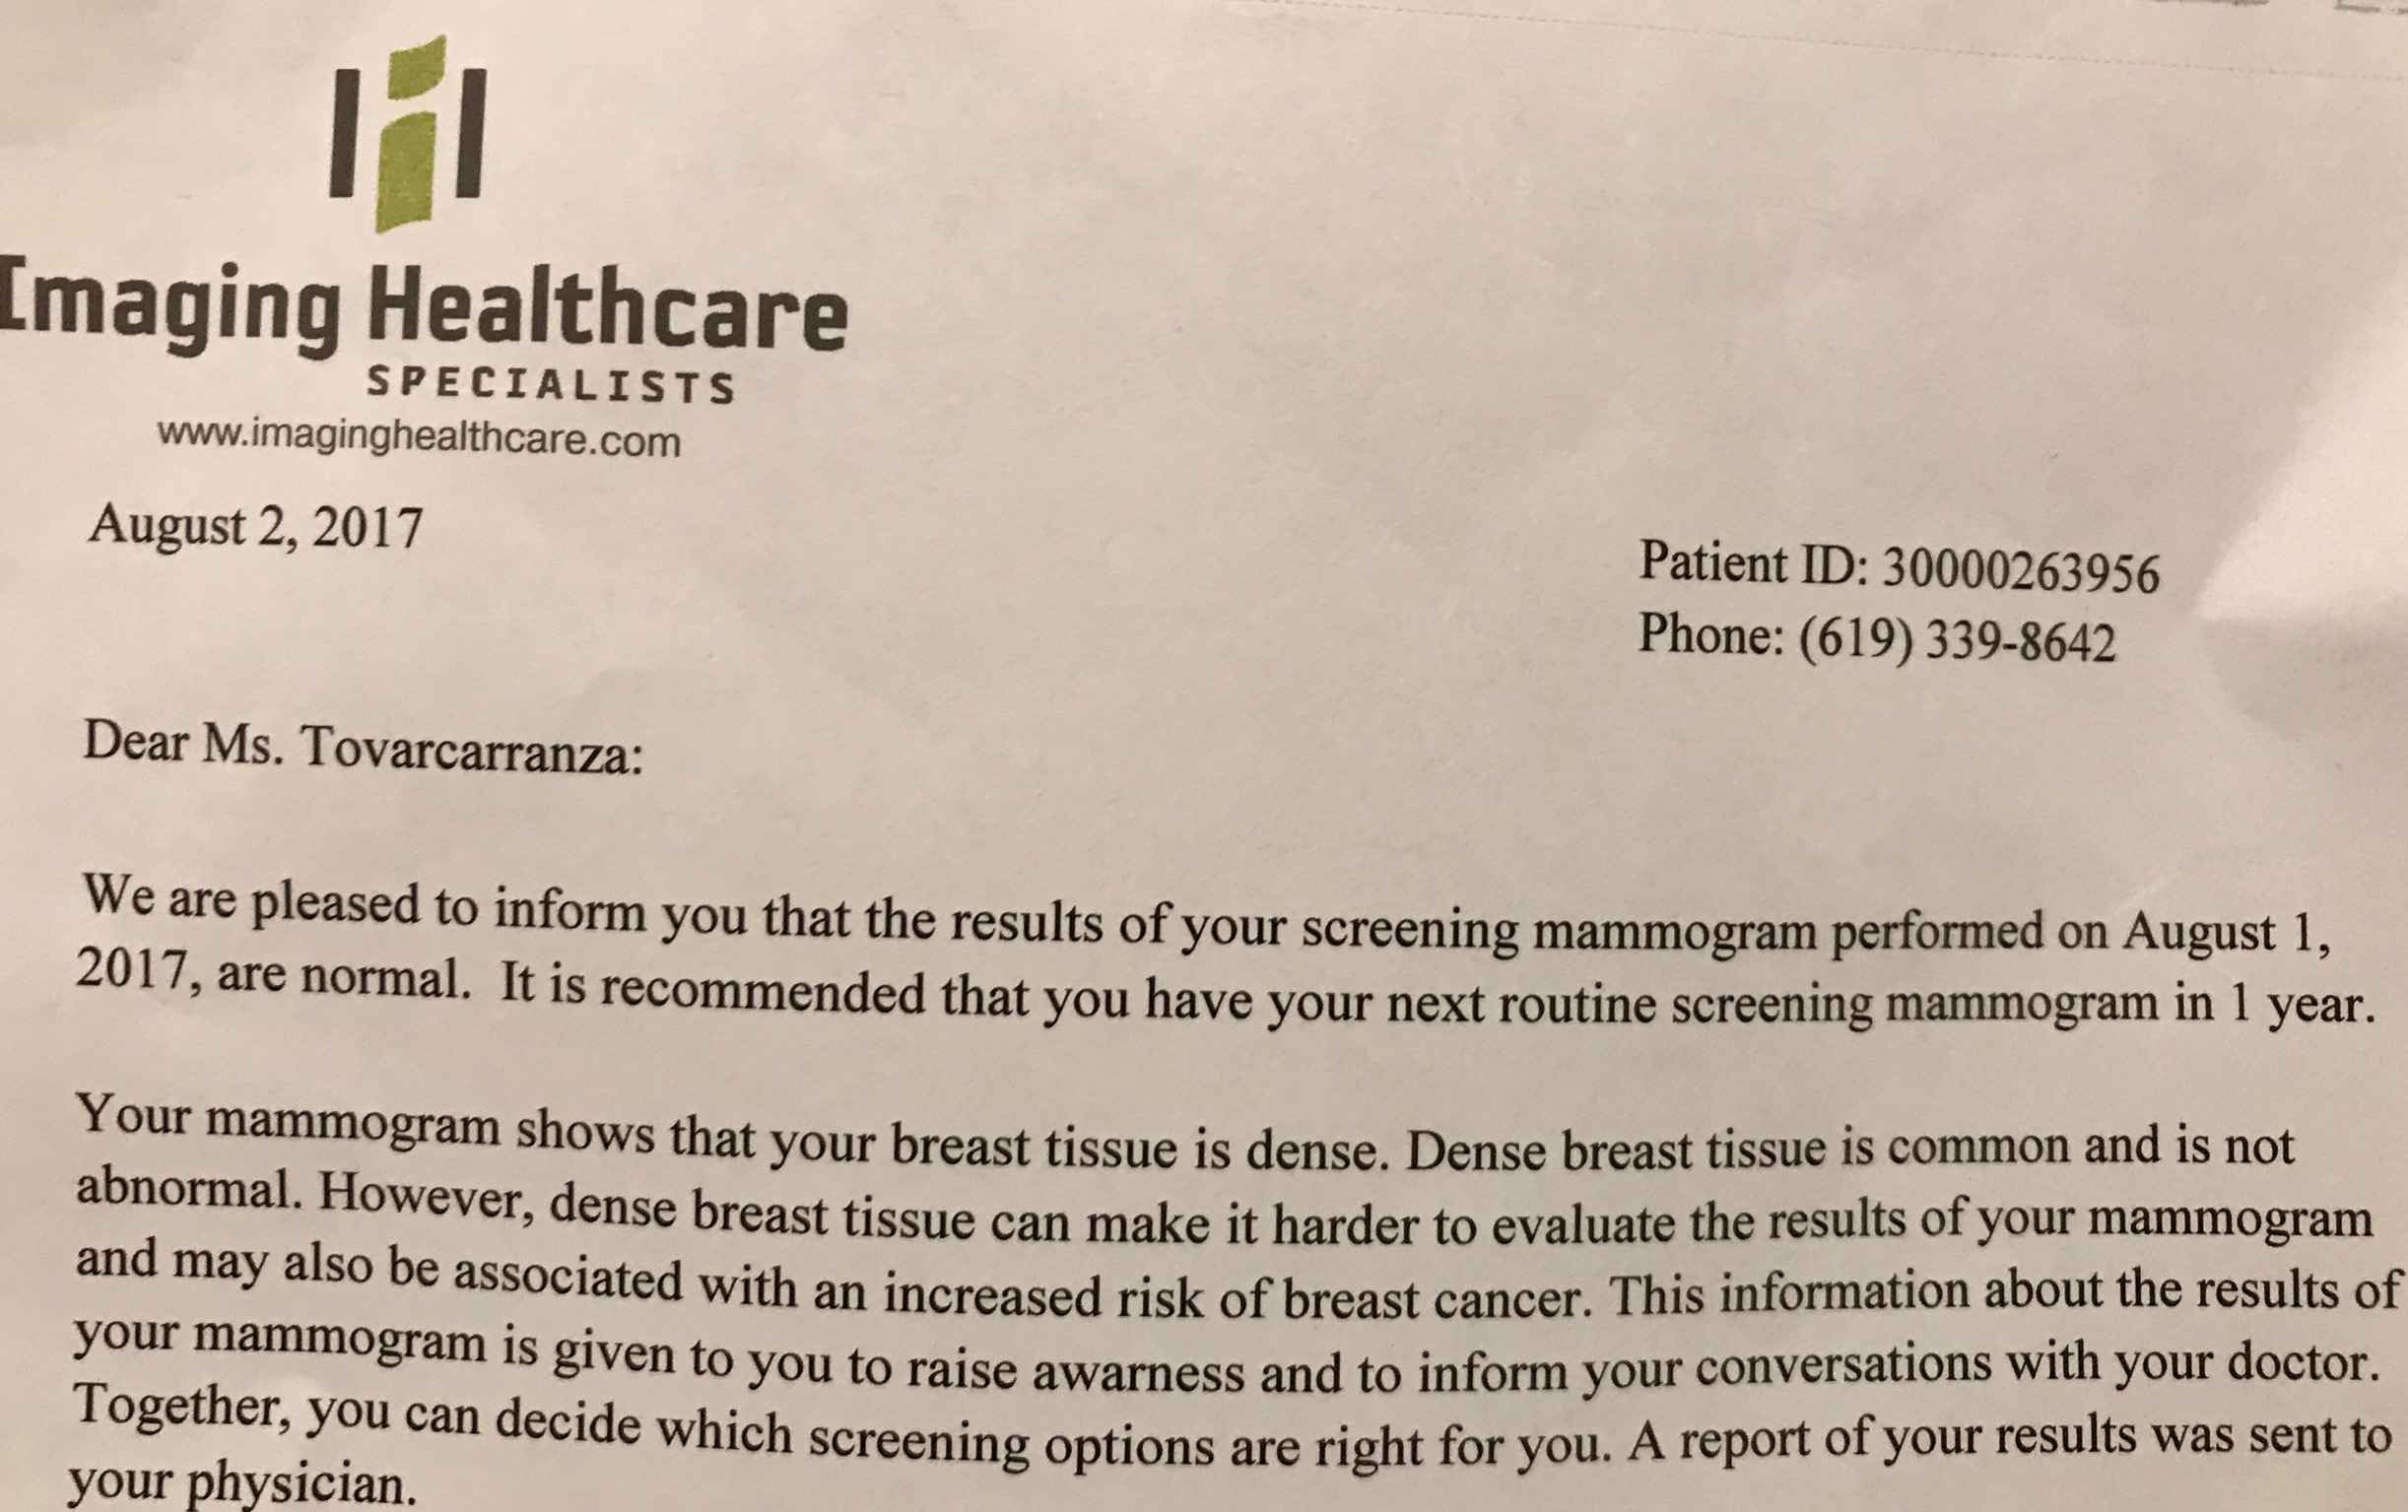 Imaging Healthcare
SPECIALISTS
www.imaginghealthcare.com
August 2, 2017
Patient ID: 30000263956
Phone: (619) 339-8642
Dear Ms. Tovarcarranza:
We are pleased to inform you that the results of your screening mammogram performed on August 1,
2017, are normal. It is recommended that you have your next routine screening mammogram in 1 year.
Your mammogram shows that your breast tissue is dense. Dense breast tissue is common and is not
abnormal. However, dense breast tissue can make it harder to evaluate the results of your mammogram
and may also be associated with an increased risk of breast cancer. This information about the results of
your mammogram is given to you to raise awarness and to inform your conversations with your doctor.
Together, you can decide which screening options are right for you. A report of your results was sent to
your physician.